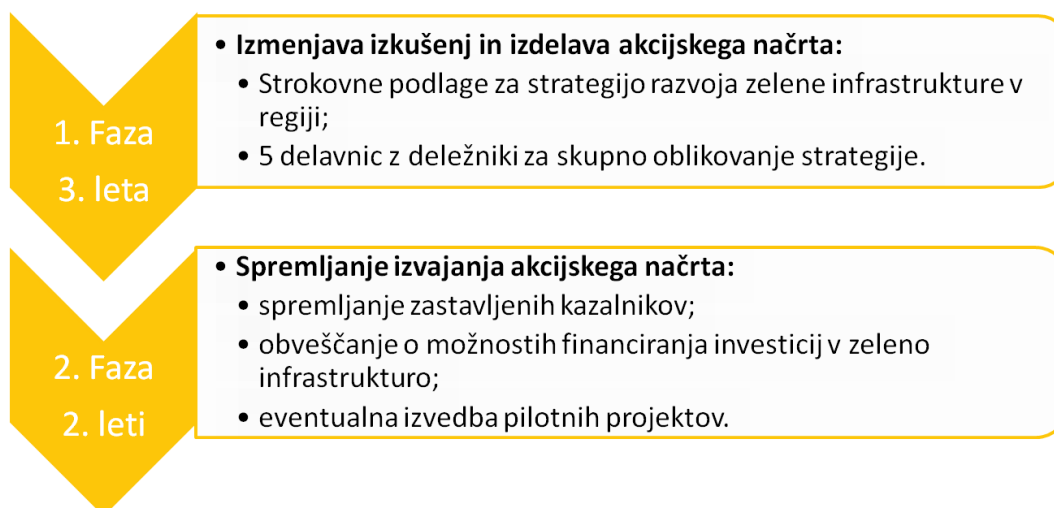 1. Faza
3. leta
• Izmenjava izkušenj in izdelava akcijskega načrta:
• Strokovne podlage za strategijo razvoja zelene infrastrukture v
regiji;
• 5 delavnic z deležniki za skupno oblikovanje strategije.
2. Faza
2. leti
• Spremljanje izvajanja akcijskega načrta:
• spremljanje zastavljenih kazalnikov;
• obveščanje o možnostih financiranja investicij v zeleno
infrastrukturo;
• eventualna izvedba pilotnih projektov.